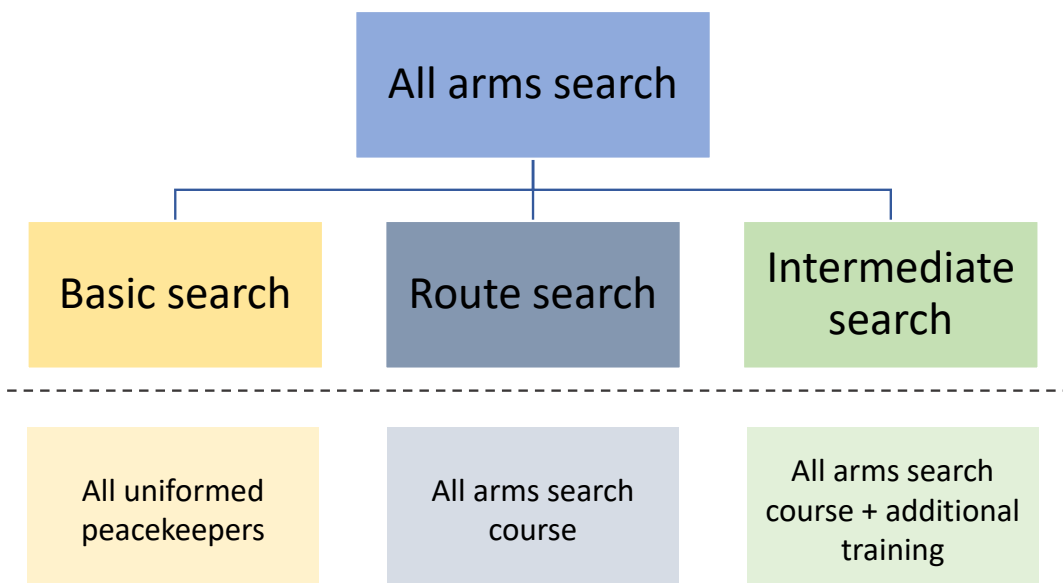 All arms search
Basic search
Route search
Intermediate
search
All uniformed
peacekeepers
All arms search
course
All arms search
course + additional
training